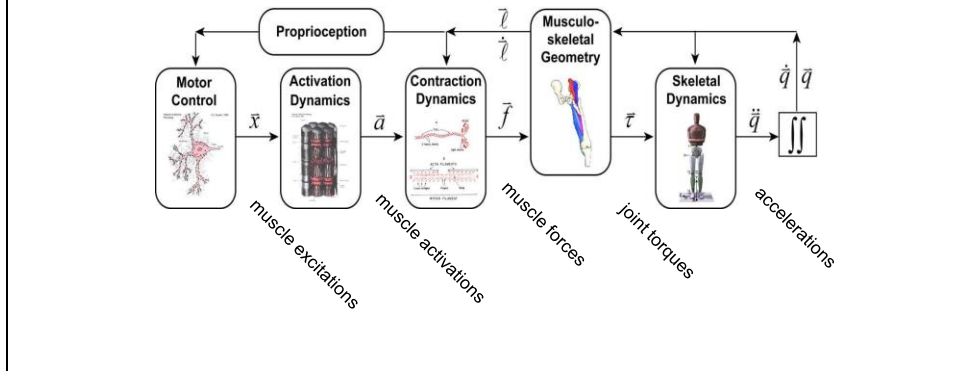 Proprioception
Musculo-
skeletal
Geometry
Motor
Control
Activation
Dynamics
Contraction
Dynamics
Skeletal
Dynamics
x⃗
a⃗
f⃗
ℓ⃗
ℓ̇⃗
τ⃗
q̈⃗
q̇⃗ q⃗
∫∫
muscle excitations
muscle activations
muscle forces
joint torques
accelerations